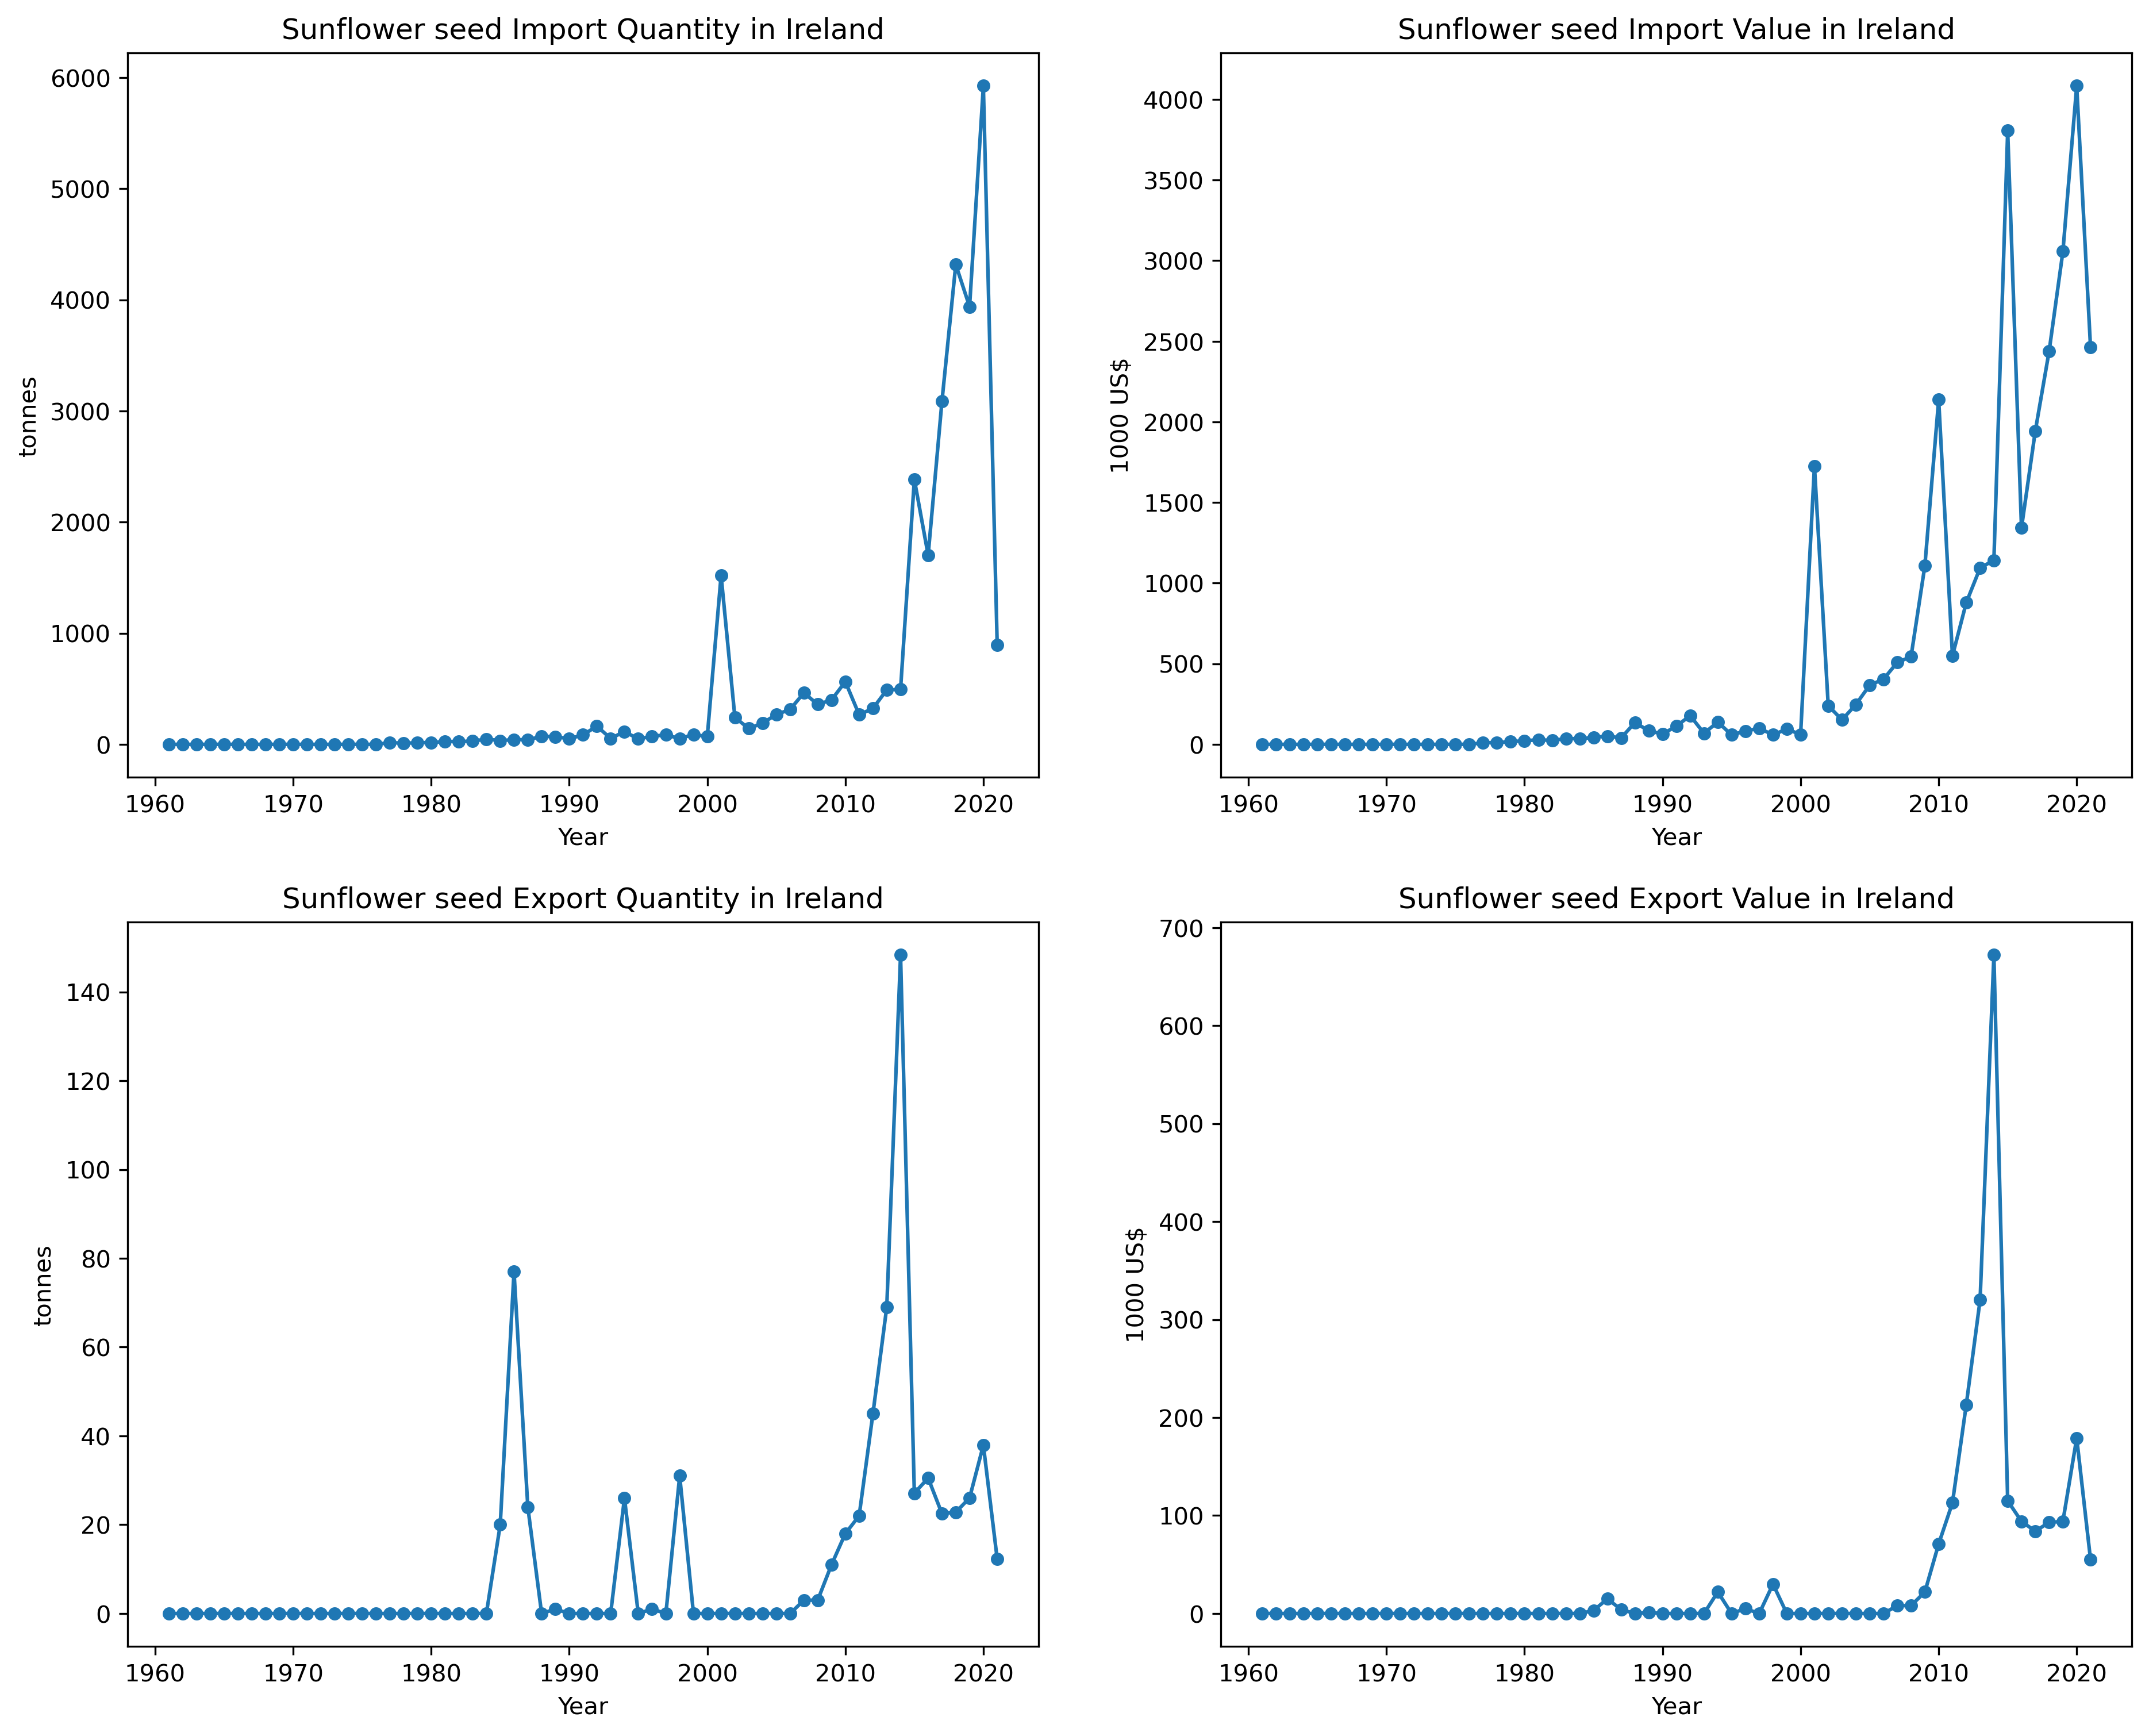 Sunflower seed Import Quantity in Ireland
6000
5000
4000
3000
2000
1000
0
tonnes
1960 1970 1980 1990 2000 2010 2020
Year
Sunflower seed Import Value in Ireland
4000
3500
3000
2500
2000
1500
1000
500
0
1000 US$
1960 1970 1980 1990 2000 2010 2020
Year
Sunflower seed Export Quantity in Ireland
140
120
100
80
60
40
20
0
tonnes
1960 1970 1980 1990 2000 2010 2020
Year
Sunflower seed Export Value in Ireland
700
600
500
400
300
200
100
0
1000 US$
1960 1970 1980 1990 2000 2010 2020
Year